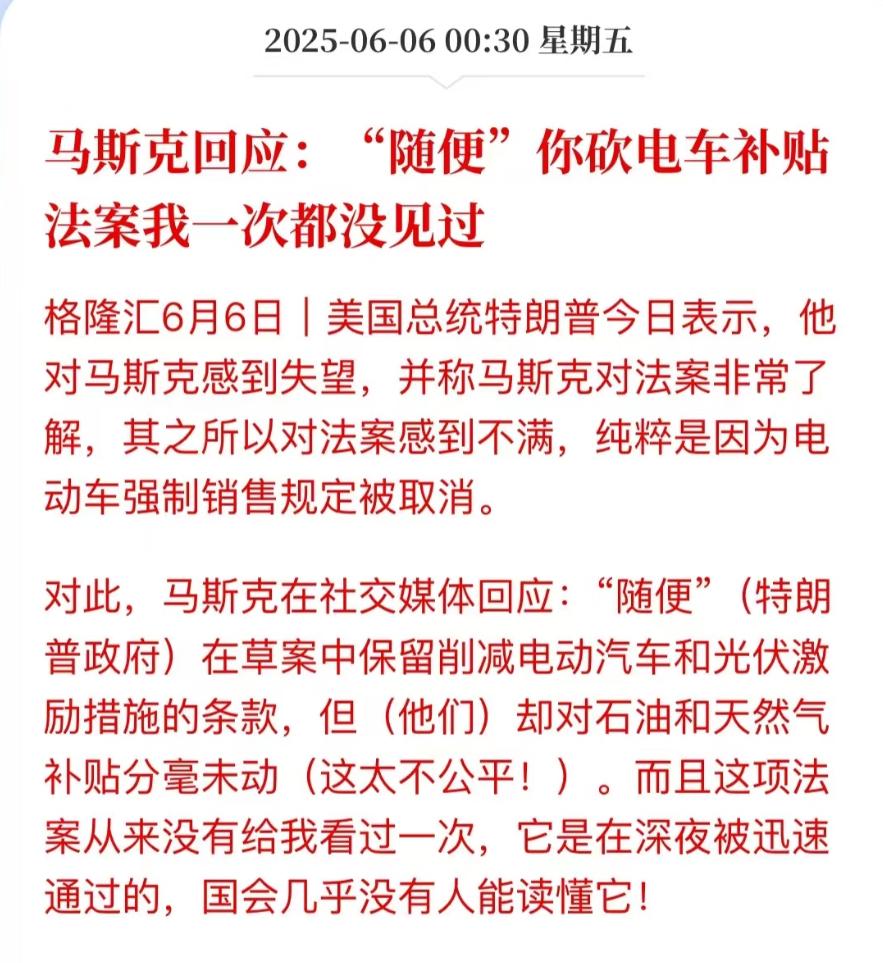 2025-06-06 00:30 星期五
马斯克回应：“随便”你砍电车补贴
法案我一次都没见过
格隆汇6月6日｜美国总统特朗普今日表示，他
对马斯克感到失望，并称马斯克对法案非常了
解，其之所以对法案感到不满，纯粹是因为电
动车强制销售规定被取消。
对此，马斯克在社交媒体回应：“随便”（特朗
普政府）在草案中保留削减电动汽车和光伏激
励措施的条款，但（他们）却对石油和天然气
补贴分毫未动（这太不公平！）。而且这项法
案从来没有给我看过一次，它是在深夜被迅速
通过的，国会几乎没有人能读懂它！